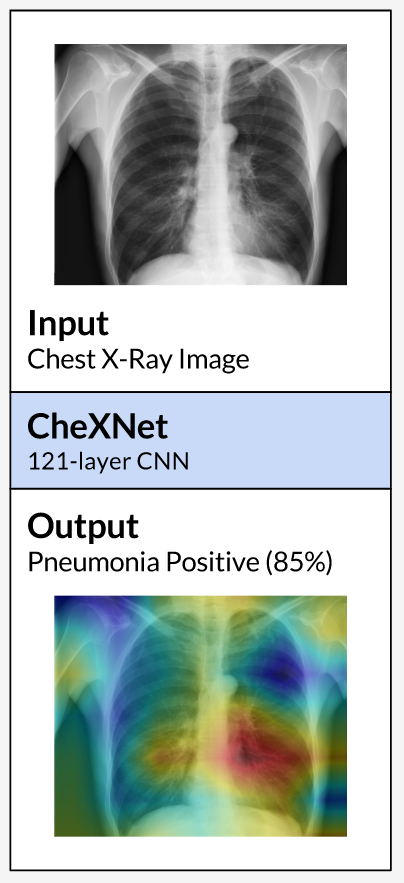 Input
Chest X-Ray Image
CheXNet
121-layer CNN
Output
Pneumonia Positive (85%)